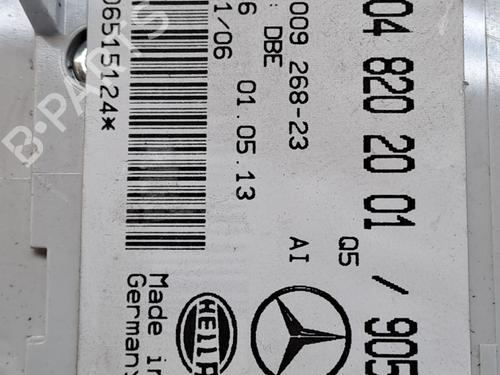 04 820 20 01 / 905
Q5
009 268-23 AI
: DBE
6 01.05.13
1/06
06515124*
Made in
Germany
HELLA